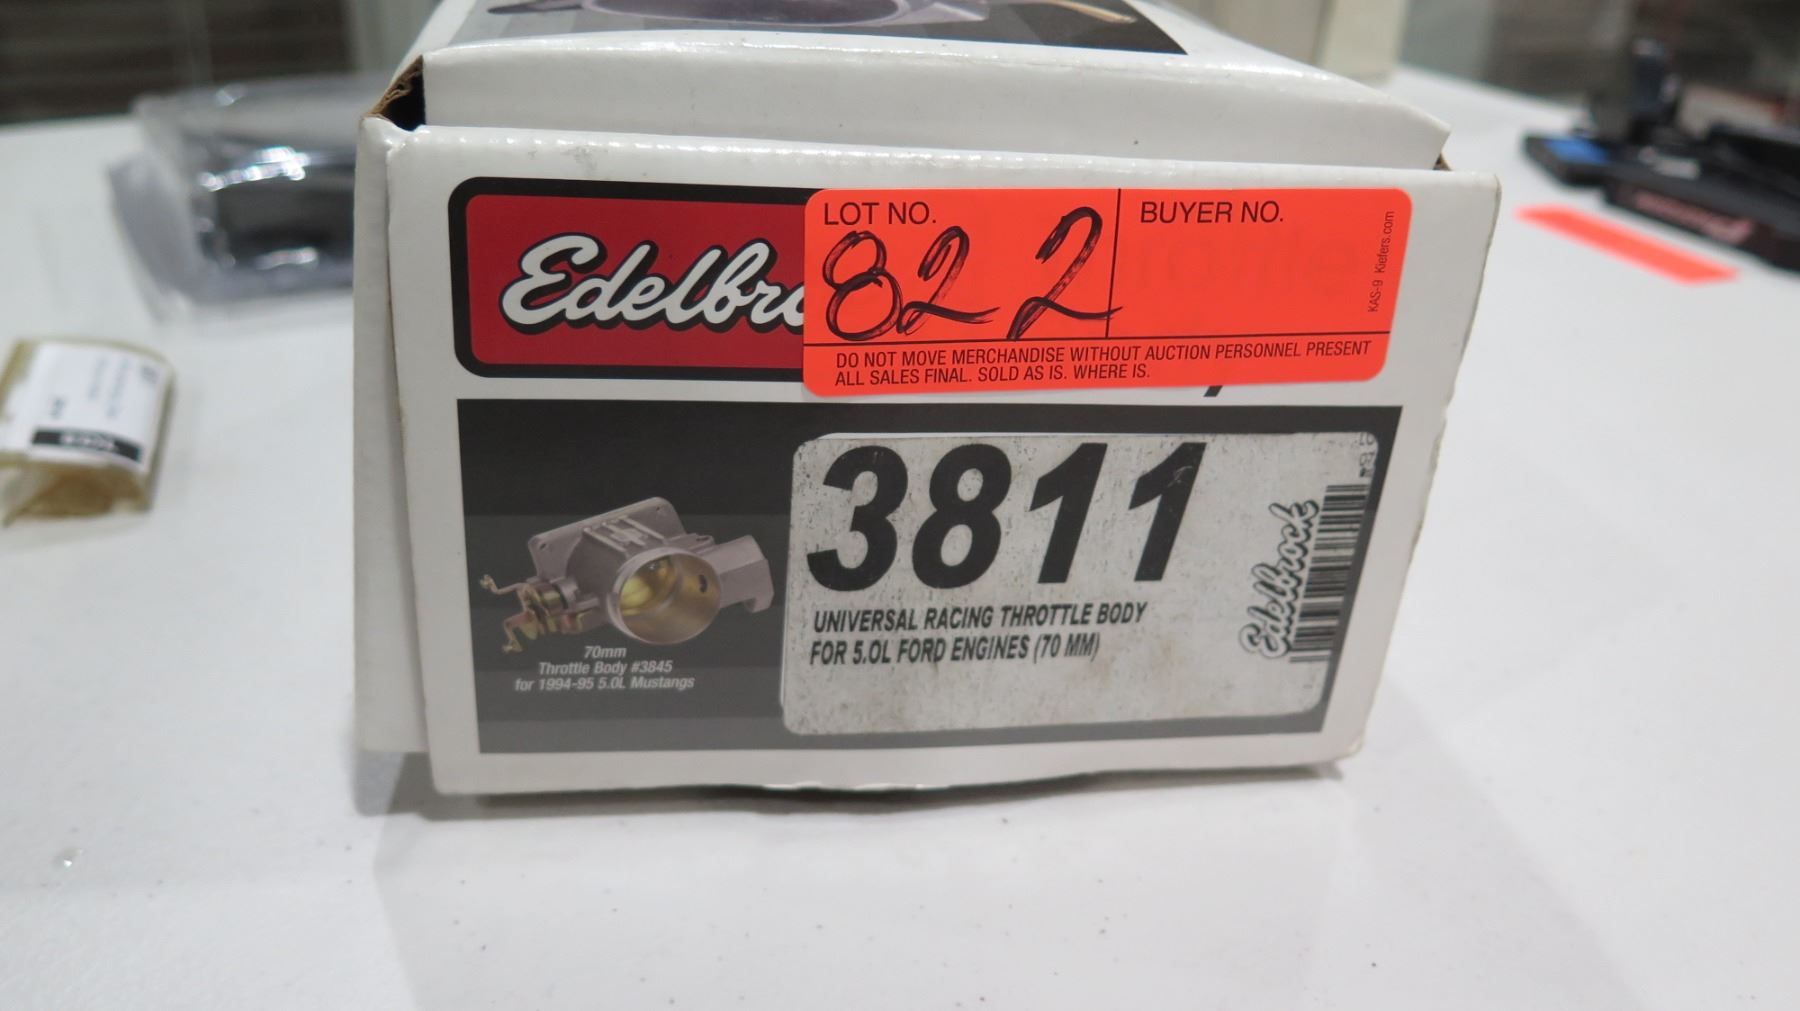 Edelbro
LOT NO.
822
BUYER NO.
KAS-9 Kiefers.com
DO NOT MOVE MERCHANDISE WITHOUT AUCTION PERSONNEL PRESENT
ALL SALES FINAL. SOLD AS IS. WHERE IS.
3811
UNIVERSAL RACING THROTTLE BODY
FOR 5.0L FORD ENGINES (70 MM)
Edelbrock
70mm
Throttle Body #3845
for 1994-95 5.0L Mustangs